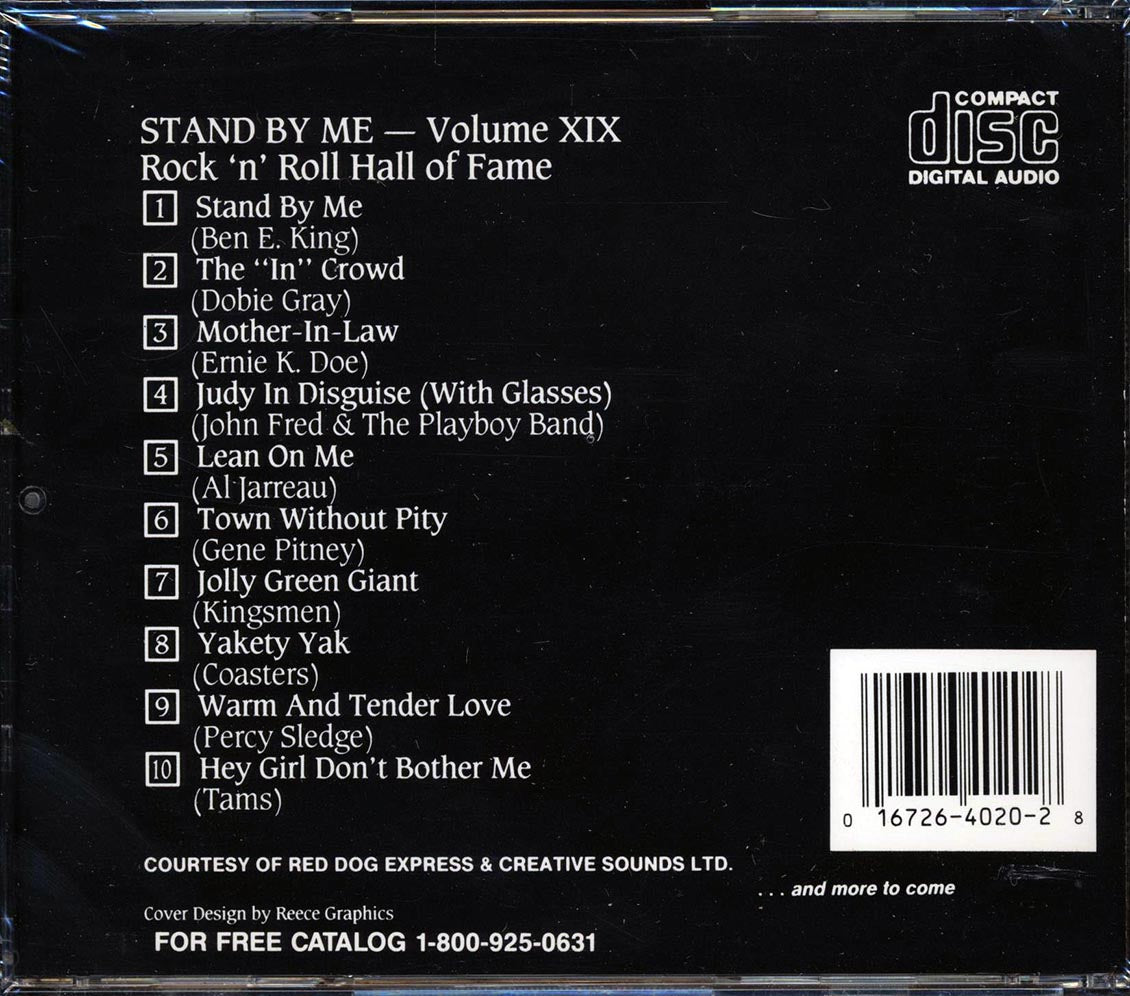 COMPACT
disc
DIGITAL AUDIO
STAND BY ME — Volume XIX
Rock ‘n’ Roll Hall of Fame
1 Stand By Me
(Ben E. King)
2 The “In” Crowd
(Dobie Gray)
3 Mother-In-Law
(Ernie K. Doe)
4 Judy In Disguise (With Glasses)
(John Fred & The Playboy Band)
5 Lean On Me
(Al Jarreau)
6 Town Without Pity
(Gene Pitney)
7 Jolly Green Giant
(Kingsmen)
8 Yakety Yak
(Coasters)
9 Warm And Tender Love
(Percy Sledge)
10 Hey Girl Don't Bother Me
(Tams)
0 16726-4020-2 8
COURTESY OF RED DOG EXPRESS & CREATIVE SOUNDS LTD.
. . . and more to come
Cover Design by Reece Graphics
FOR FREE CATALOG 1-800-925-0631